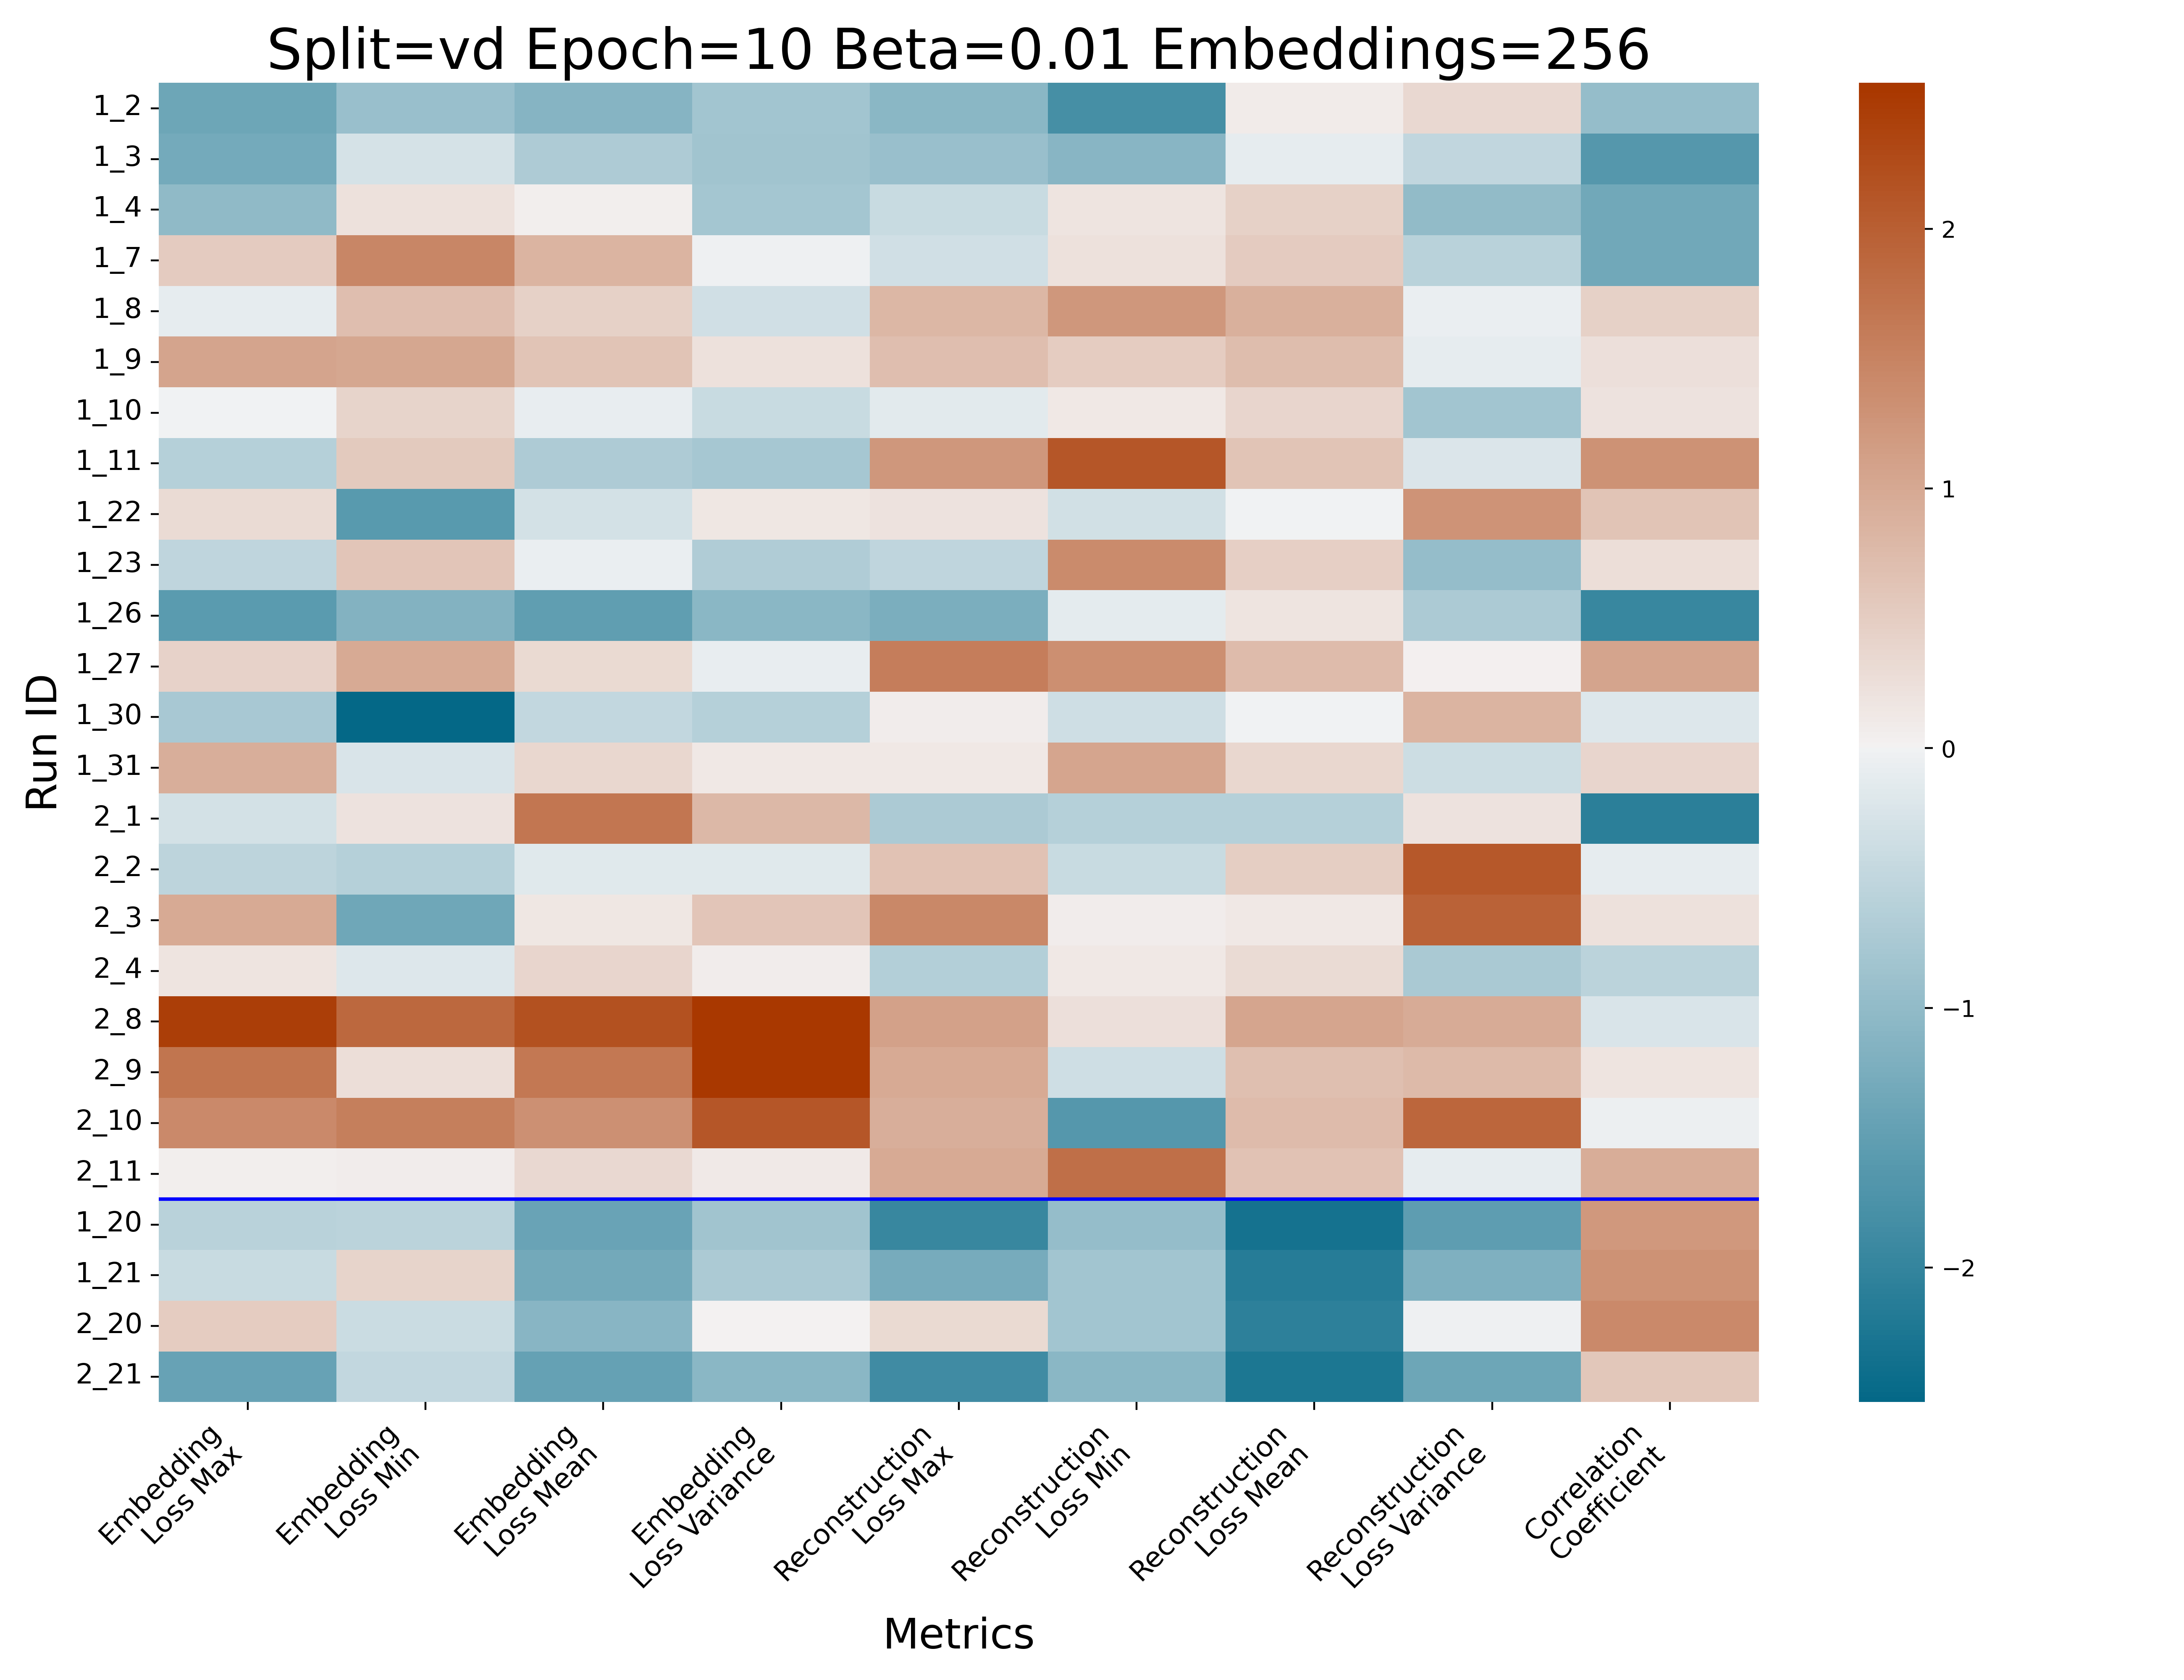 Split=vd Epoch=10 Beta=0.01 Embeddings=256
Run ID
1_2
1_3
1_4
1_7
1_8
1_9
1_10
1_11
1_22
1_23
1_26
1_27
1_30
1_31
2_1
2_2
2_3
2_4
2_8
2_9
2_10
2_11
1_20
1_21
2_20
2_21
2
1
0
−1
−2
Embedding
Loss Max
Embedding
Loss Min
Embedding
Loss Mean
Embedding
Loss Variance
Reconstruction
Loss Max
Reconstruction
Loss Min
Reconstruction
Loss Mean
Reconstruction
Loss Variance
Correlation
Coefficient
Metrics